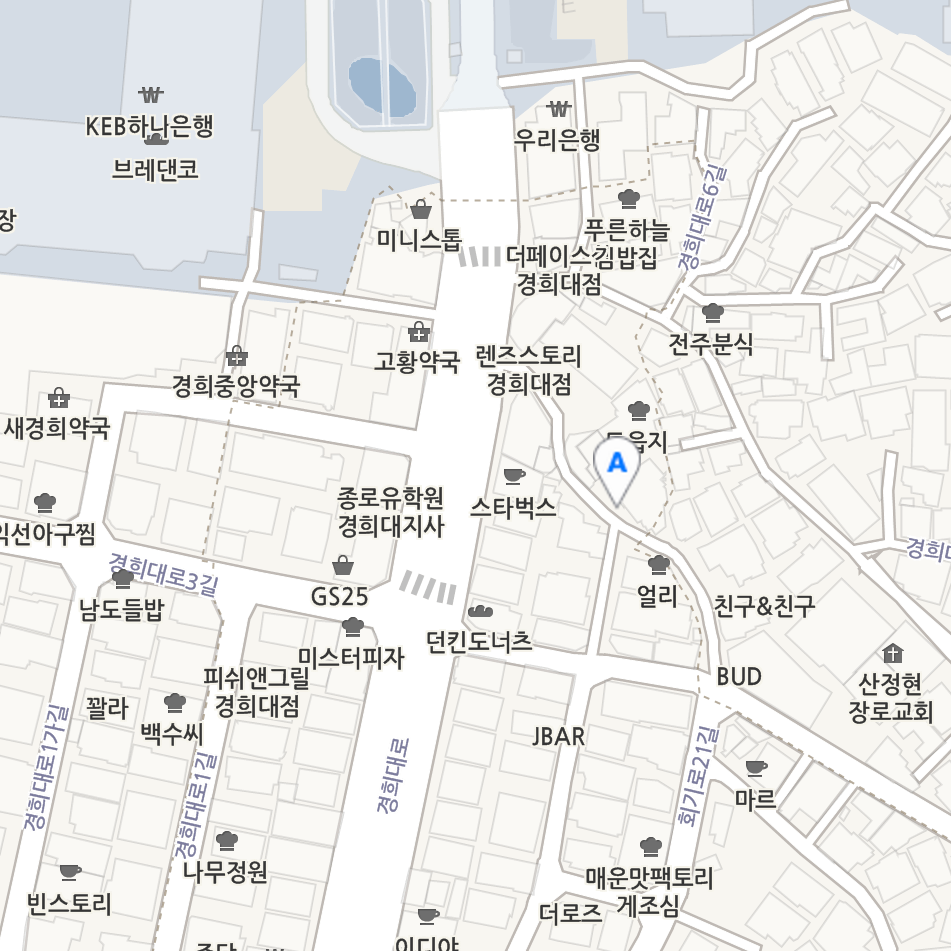 KEB하나은행
브레댄코
장
우리은행
경희대로6길
푸른하늘
김밥집
미니스톱
더페이스
경희대점
전주분식
고황약국
렌즈스토리
경희대점
경희중앙약국
새경희약국
A
종로유학원
경희대지사
스타벅스
익선아구찜
경희대로3길
GS25
남도들밥
얼리
친구&친구
던킨도너츠
미스터피자
피쉬앤그릴
경희대점
BUD
산정현
장로교회
꽐라
백수씨
JBAR
경희대로1가길
경희대로1길
경희대로
회기로21길
마르
나무정원
매운맛팩토리
게조심
빈스토리
더로즈
이디야